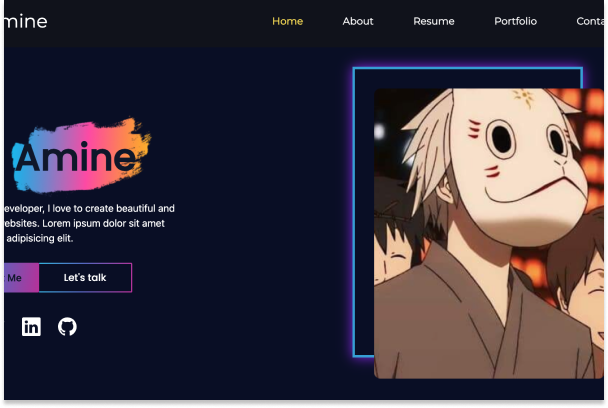 mine
Home About Resume Portfolio Conta
Amine
eveloper, I love to create beautiful and
ebsites. Lorem ipsum dolor sit amet
adipisicing elit.
Me Let's talk
in